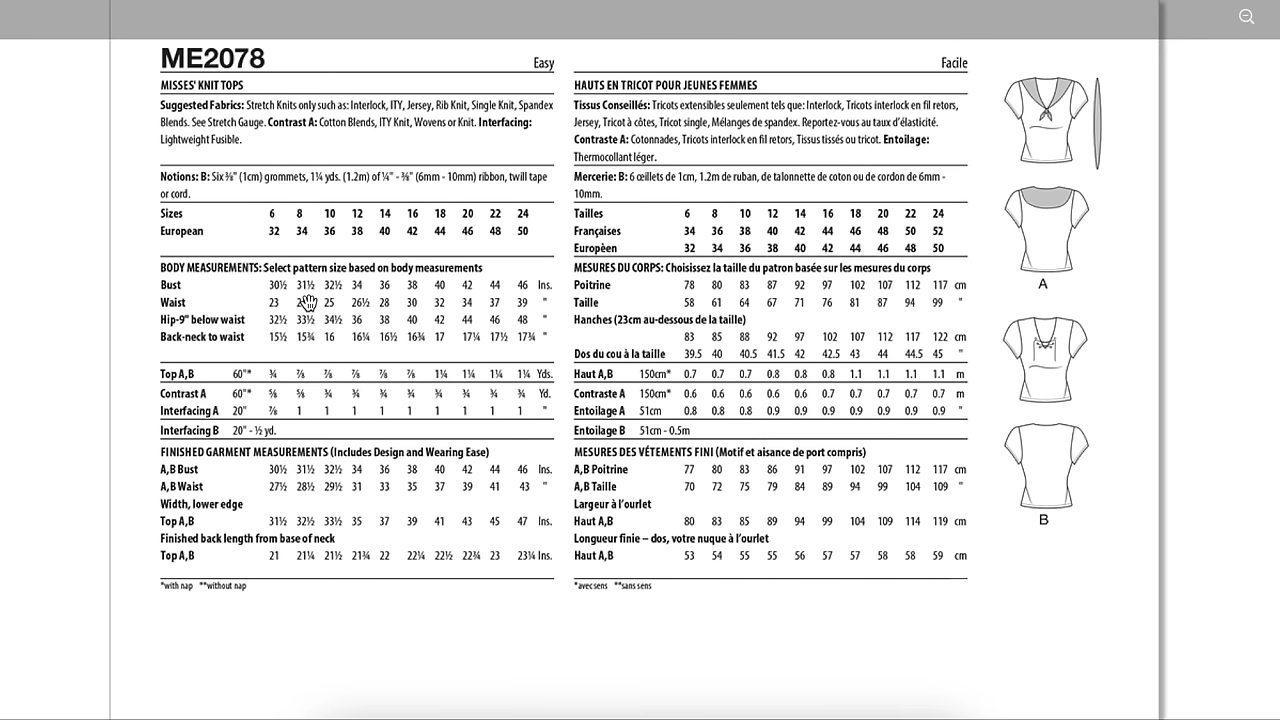 ME2078
Easy
MISSES' KNIT TOPS
Suggested Fabrics: Stretch Knits only such as: Interlock, ITY, Jersey, Rib Knit, Single Knit, Spandex
Blends. See Stretch Gauge. Contrast A: Cotton Blends, ITY Knit, Wovens or Knit. Interfacing:
Lightweight Fusible.
Notions: B: Six ⅜" (1cm) grommets, 1¼ yds. (1.2m) of ¼" - ⅜" (6mm - 10mm) ribbon, twill tape
or cord.
Sizes 6 8 10 12 14 16 18 20 22 24
European 32 34 36 38 40 42 44 46 48 50
BODY MEASUREMENTS: Select pattern size based on body measurements
Bust 30½ 31½ 32½ 34 36 38 40 42 44 46 Ins.
Waist 23 25 26½ 28 30 32 34 37 39 "
Hip-9" below waist 32½ 33½ 34½ 36 38 40 42 44 46 48 "
Back-neck to waist 15½ 15¾ 16 16¼ 16½ 16¾ 17 17¼ 17½ 17¾ "
Top A,B 60"* ¾ ⅞ ⅞ ⅞ ⅞ ⅞ 1¼ 1¼ 1¼ 1¼ Yds.
Contrast A 60"* ⅝ ⅝ ¾ ¾ ¾ ¾ ¾ ¾ ¾ ¾ Yd.
Interfacing A 20" ⅞ 1 1 1 1 1 1 1 1 1 "
Interfacing B 20" - ½ yd.
FINISHED GARMENT MEASUREMENTS (Includes Design and Wearing Ease)
A,B Bust 30½ 31½ 32½ 34 36 38 40 42 44 46 Ins.
A,B Waist 27½ 28½ 29½ 31 33 35 37 39 41 43 "
Width, lower edge
Top A,B 31½ 32½ 33½ 35 37 39 41 43 45 47 Ins.
Finished back length from base of neck
Top A,B 21 21¼ 21½ 21¾ 22 22¼ 22½ 22¾ 23 23¼ Ins.
*with nap **without nap
Facile
HAUTS EN TRICOT POUR JEUNES FEMMES
Tissus Conseillés: Tricots extensibles seulement tels que: Interlock, Tricots interlock en fil retors,
Jersey, Tricot à côtes, Tricot single, Mélanges de spandex. Reportez-vous au taux d'élasticité.
Contraste A: Cotonnades, Tricots interlock en fil retors, Tissus tissés ou tricot. Entoilage:
Thermocollant léger.
Mercerie: B: 6 œillets de 1cm, 1.2m de ruban, de talonnette de coton ou de cordon de 6mm -
10mm.
Tailles 6 8 10 12 14 16 18 20 22 24
Françaises 34 36 38 40 42 44 46 48 50 52
Europèen 32 34 36 38 40 42 44 46 48 50
MESURES DU CORPS: Choisissez la taille du patron basée sur les mesures du corps
Poitrine 78 80 83 87 92 97 102 107 112 117 cm
Taille 58 61 64 67 71 76 81 87 94 99 "
Hanches (23cm au-dessous de la taille)
83 85 88 92 97 102 107 112 117 122 cm
Dos du cou à la taille 39.5 40 40.5 41.5 42 42.5 43 44 44.5 45 "
Haut A,B 150cm* 0.7 0.7 0.7 0.8 0.8 0.8 1.1 1.1 1.1 1.1 m
Contraste A 150cm* 0.6 0.6 0.6 0.6 0.6 0.7 0.7 0.7 0.7 0.7 m
Entoilage A 51cm 0.8 0.8 0.8 0.9 0.9 0.9 0.9 0.9 0.9 0.9 "
Entoilage B 51cm - 0.5m
MESURES DES VÉTEMENTS FINI (Motif et aisance de port compris)
A,B Poitrine 77 80 83 86 91 97 102 107 112 117 cm
A,B Taille 70 72 75 79 84 89 94 99 104 109 "
Largeur à l'ourlet
Haut A,B 80 83 85 89 94 99 104 109 114 119 cm
Longueur finie – dos, votre nuque à l'ourlet
Haut A,B 53 54 55 55 56 57 57 58 58 59 cm
*avec sens **sans sens
A
B